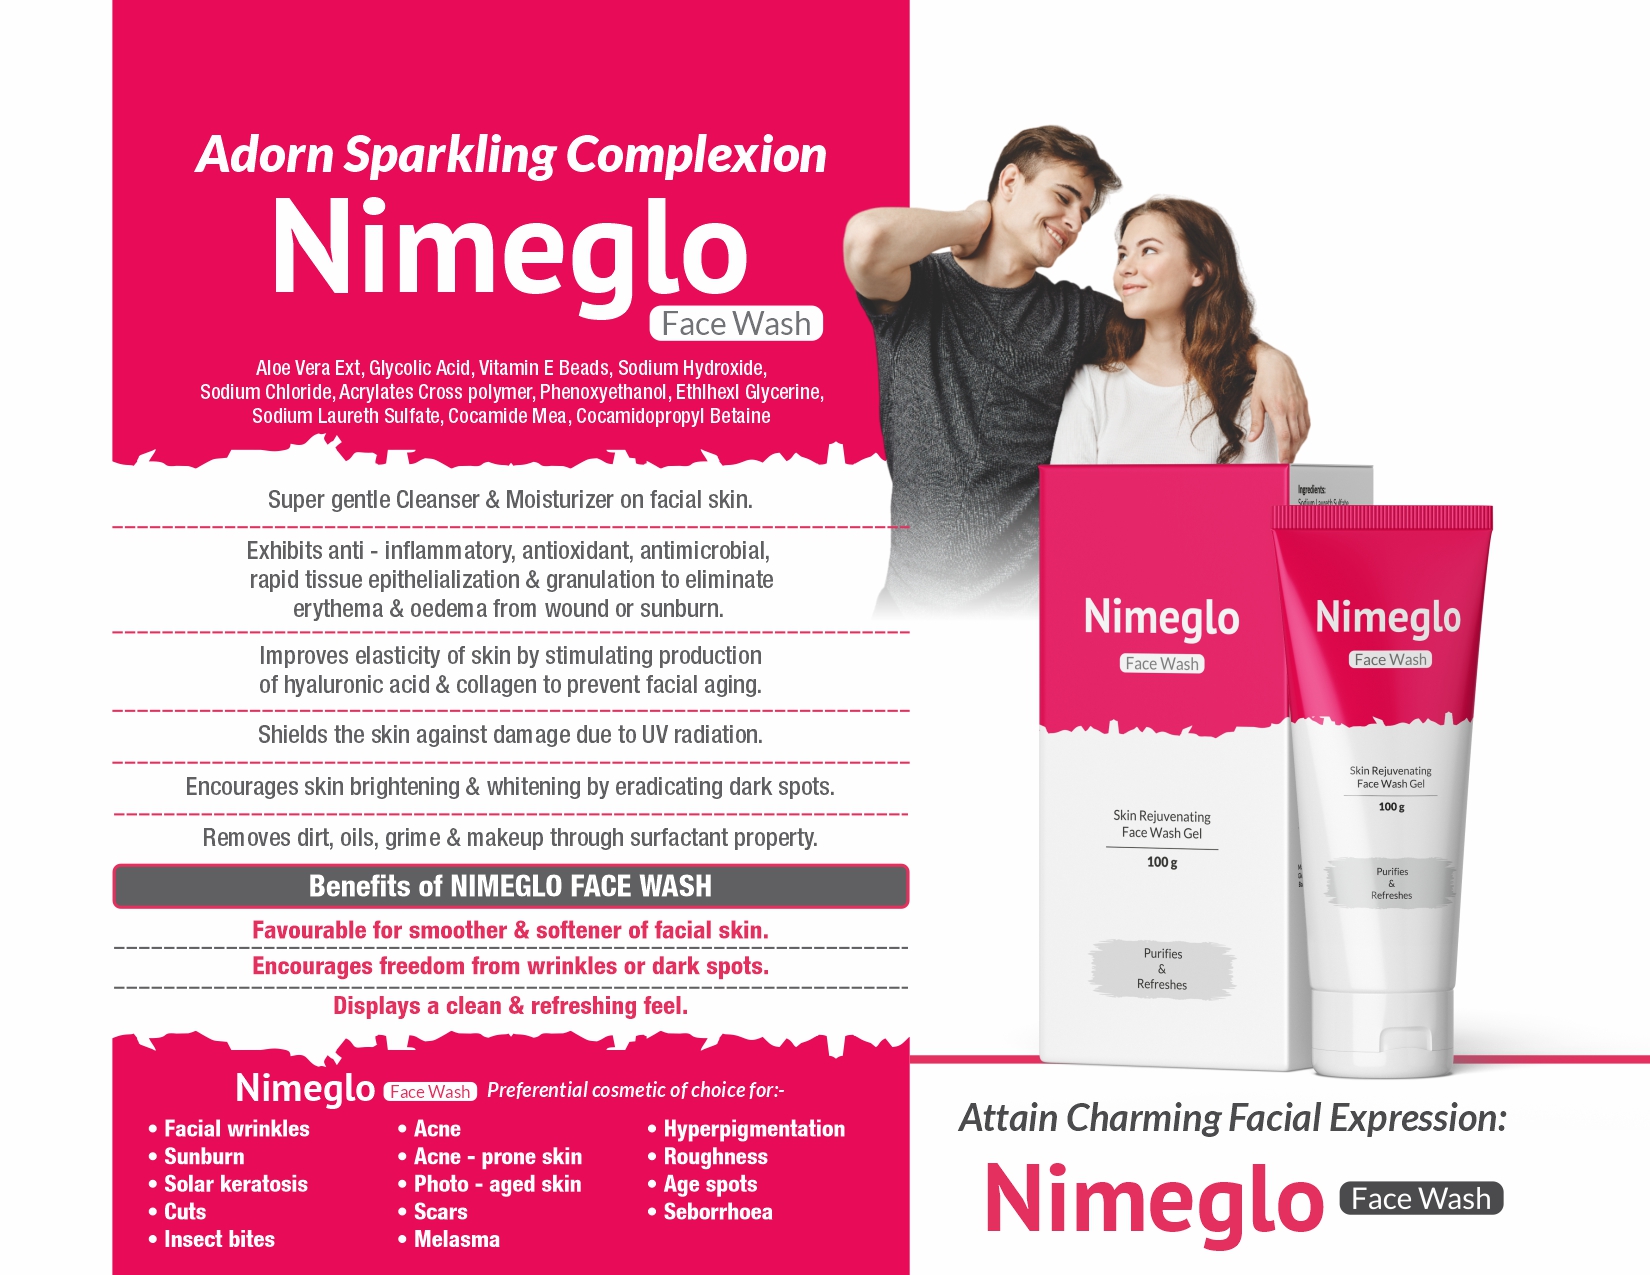 Adorn Sparkling Complexion
Nimeglo
Face Wash
Aloe Vera Ext, Glycolic Acid, Vitamin E Beads, Sodium Hydroxide,
Sodium Chloride, Acrylates Cross polymer, Phenoxyethanol, Ethlhexl Glycerine,
Sodium Laureth Sulfate, Cocamide Mea, Cocamidopropyl Betaine
Super gentle Cleanser & Moisturizer on facial skin.
Exhibits anti - inflammatory, antioxidant, antimicrobial,
rapid tissue epithelialization & granulation to eliminate
erythema & oedema from wound or sunburn.
Improves elasticity of skin by stimulating production
of hyaluronic acid & collagen to prevent facial aging.
Shields the skin against damage due to UV radiation.
Encourages skin brightening & whitening by eradicating dark spots.
Removes dirt, oils, grime & makeup through surfactant property.
Benefits of NIMEGLO FACE WASH
Favourable for smoother & softener of facial skin.
Encourages freedom from wrinkles or dark spots.
Displays a clean & refreshing feel.
Nimeglo Face Wash Preferential cosmetic of choice for:-
• Facial wrinkles
• Sunburn
• Solar keratosis
• Cuts
• Insect bites
• Acne
• Acne - prone skin
• Photo - aged skin
• Scars
• Melasma
• Hyperpigmentation
• Roughness
• Age spots
• Seborrhoea
Ingredients:
Sodium Laureth Sulfate
Nimeglo
Face Wash
Skin Rejuvenating
Face Wash Gel
100 g
Purifies
&
Refreshes
Nimeglo
Face Wash
Skin Rejuvenating
Face Wash Gel
100 g
Purifies
&
Refreshes
Attain Charming Facial Expression:
Nimeglo Face Wash